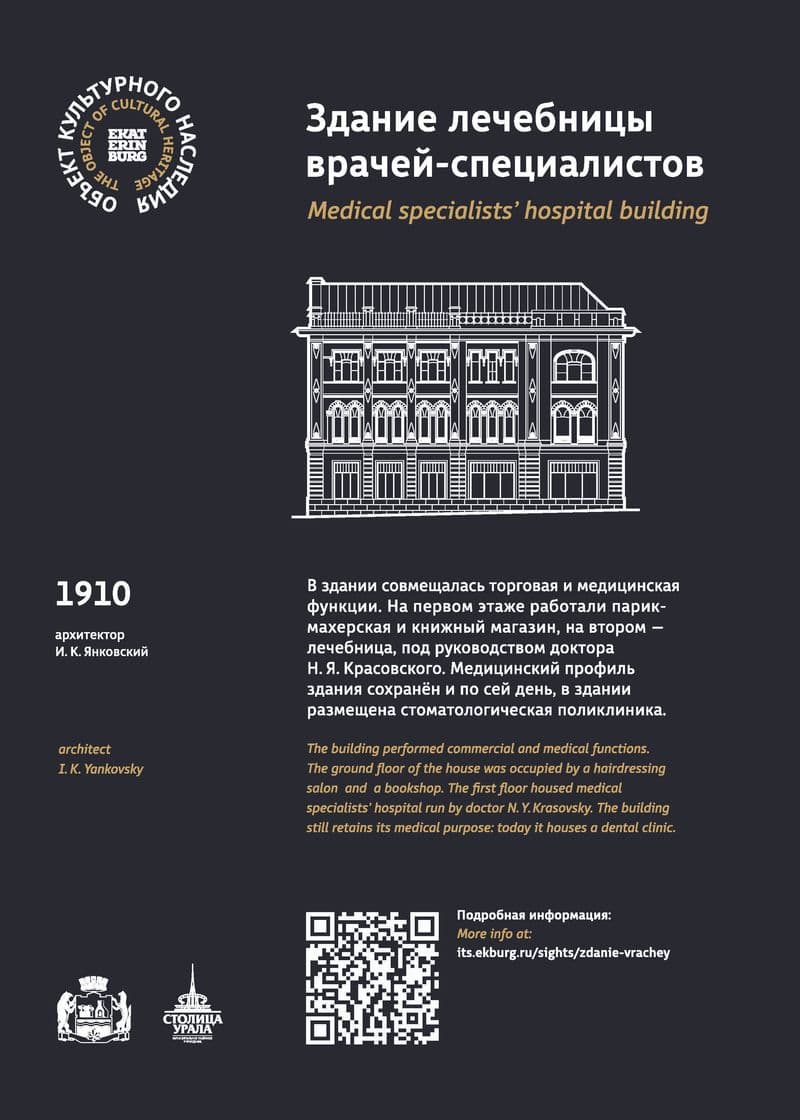 ОБЪЕКТ КУЛЬТУРНОГО НАСЛЕДИЯ
THE OBJECT OF CULTURAL HERITAGE
EKAT
ERIN
BURG
Здание лечебницы
врачей-специалистов
Medical specialists’ hospital building
1910
архитектор
И. К. Янковский
В здании совмещалась торговая и медицинская
функции. На первом этаже работали парик-
махерская и книжный магазин, на втором —
лечебница, под руководством доктора
Н. Я. Красовского. Медицинский профиль
здания сохранён и по сей день, в здании
размещена стоматологическая поликлиника.
architect
I. K. Yankovsky
The building performed commercial and medical functions.
The ground floor of the house was occupied by a hairdressing
salon and a bookshop. The first floor housed medical
specialists’ hospital run by doctor N. Y. Krasovsky. The building
still retains its medical purpose: today it houses a dental clinic.
Подробная информация:
More info at:
its.ekburg.ru/sights/zdanie-vrachey
СТОЛИЦА
УРАЛА